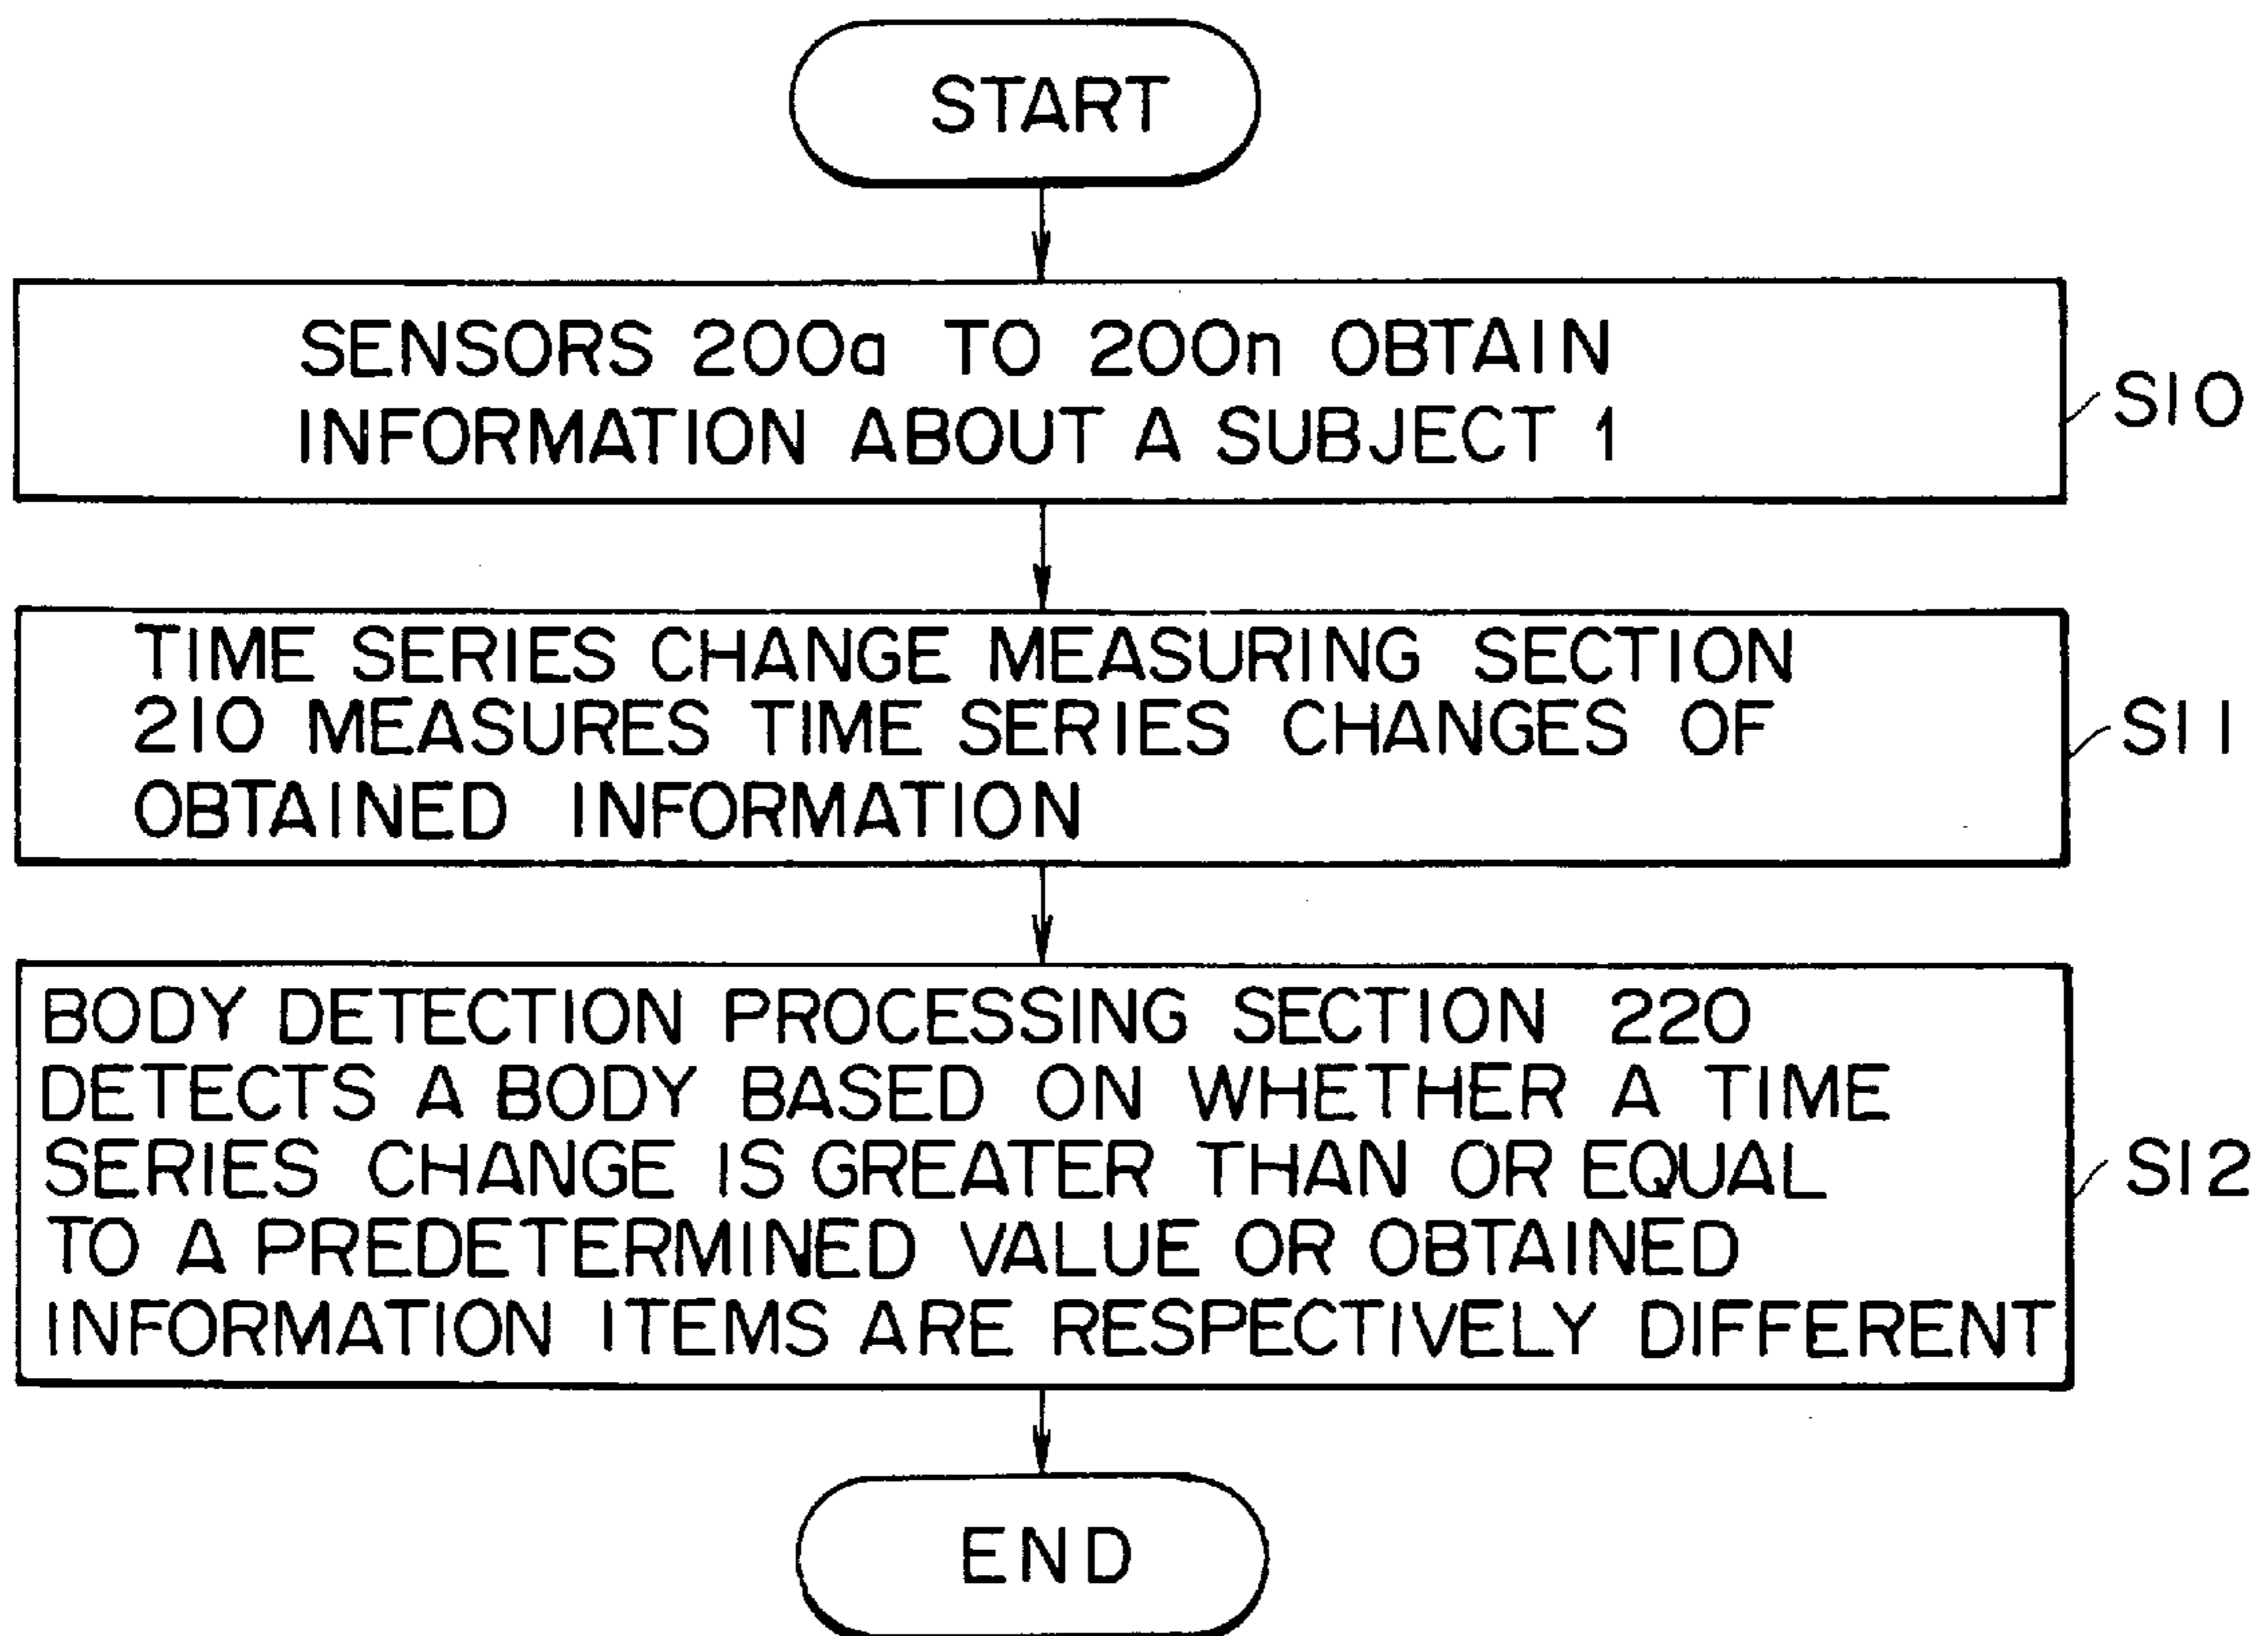 START
SENSORS 200a TO 200n OBTAIN
INFORMATION ABOUT A SUBJECT 1
S10
TIME SERIES CHANGE MEASURING SECTION
210 MEASURES TIME SERIES CHANGES OF
OBTAINED INFORMATION
S11
BODY DETECTION PROCESSING SECTION 220
DETECTS A BODY BASED ON WHETHER A TIME
SERIES CHANGE IS GREATER THAN OR EQUAL
TO A PREDETERMINED VALUE OR OBTAINED
INFORMATION ITEMS ARE RESPECTIVELY DIFFERENT
S12
END